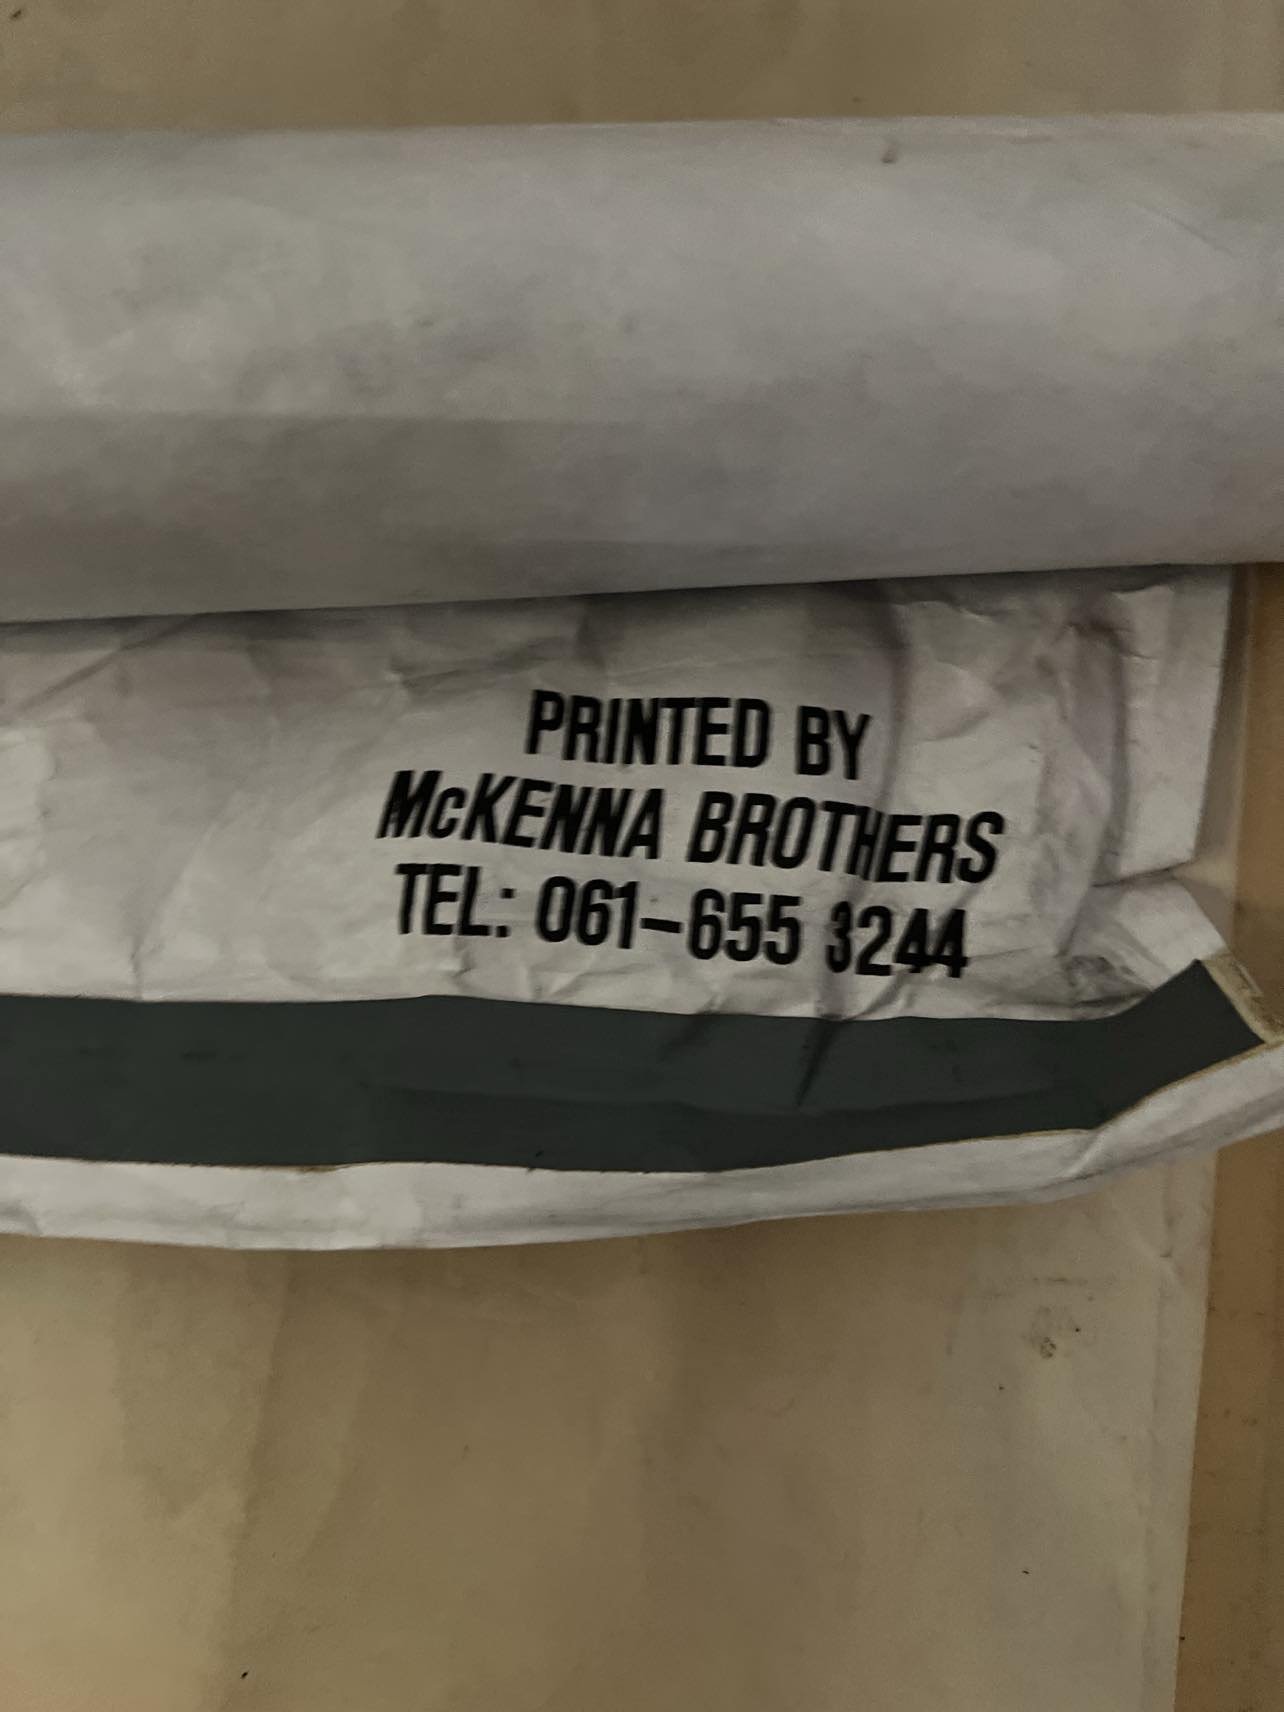 PRINTED BY
McKENNA BROTHERS
TEL: 061-655 3244